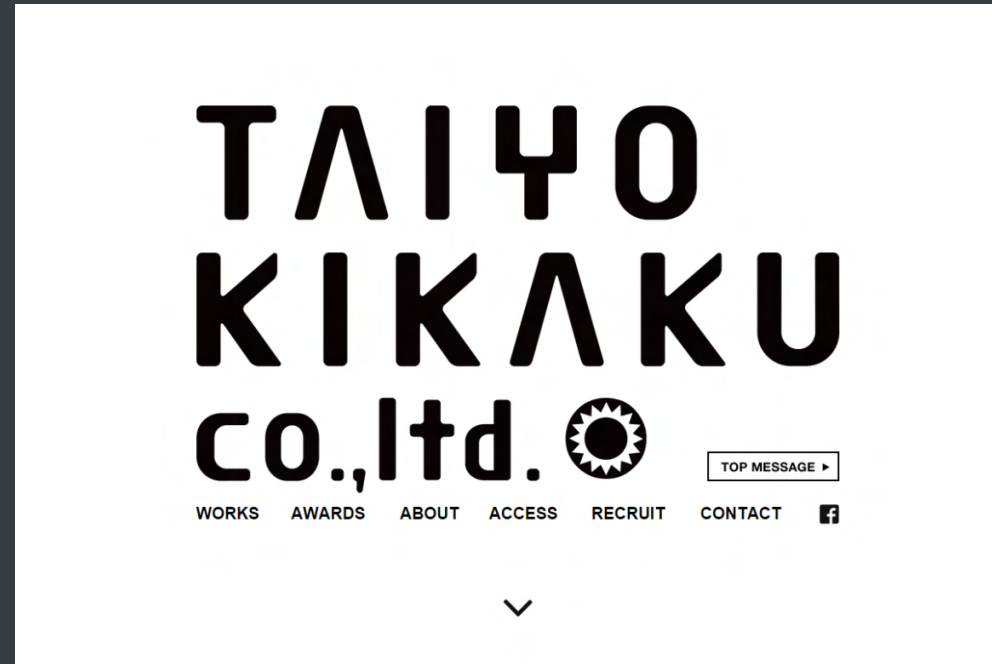 TAIYO
KIKAKU
co.,ltd.
TOP MESSAGE
WORKS AWARDS ABOUT ACCESS RECRUIT CONTACT